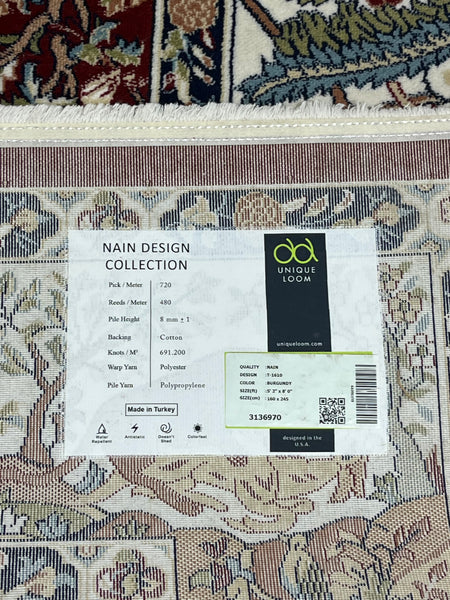 NAIN DESIGN
COLLECTION
Pick / Meter 720
Reeds / Meter 480
Pile Height 8 mm ± 1
Backing Cotton
Knots / M² 691.200
Warp Yarn Polyester
Pile Yarn Polypropylene
Made in Turkey
Water Repellent
Antistatic
Doesn't Shed
Colorfast
UNIQUE
LOOM
uniqueloom.com
QUALITY :NAIN
DESIGN :T-1610
COLOR :BURGUNDY
SIZE(ft) :5' 2" x 8' 0"
SIZE(cm) :160 x 245
3136970
designed in the
U.S.A